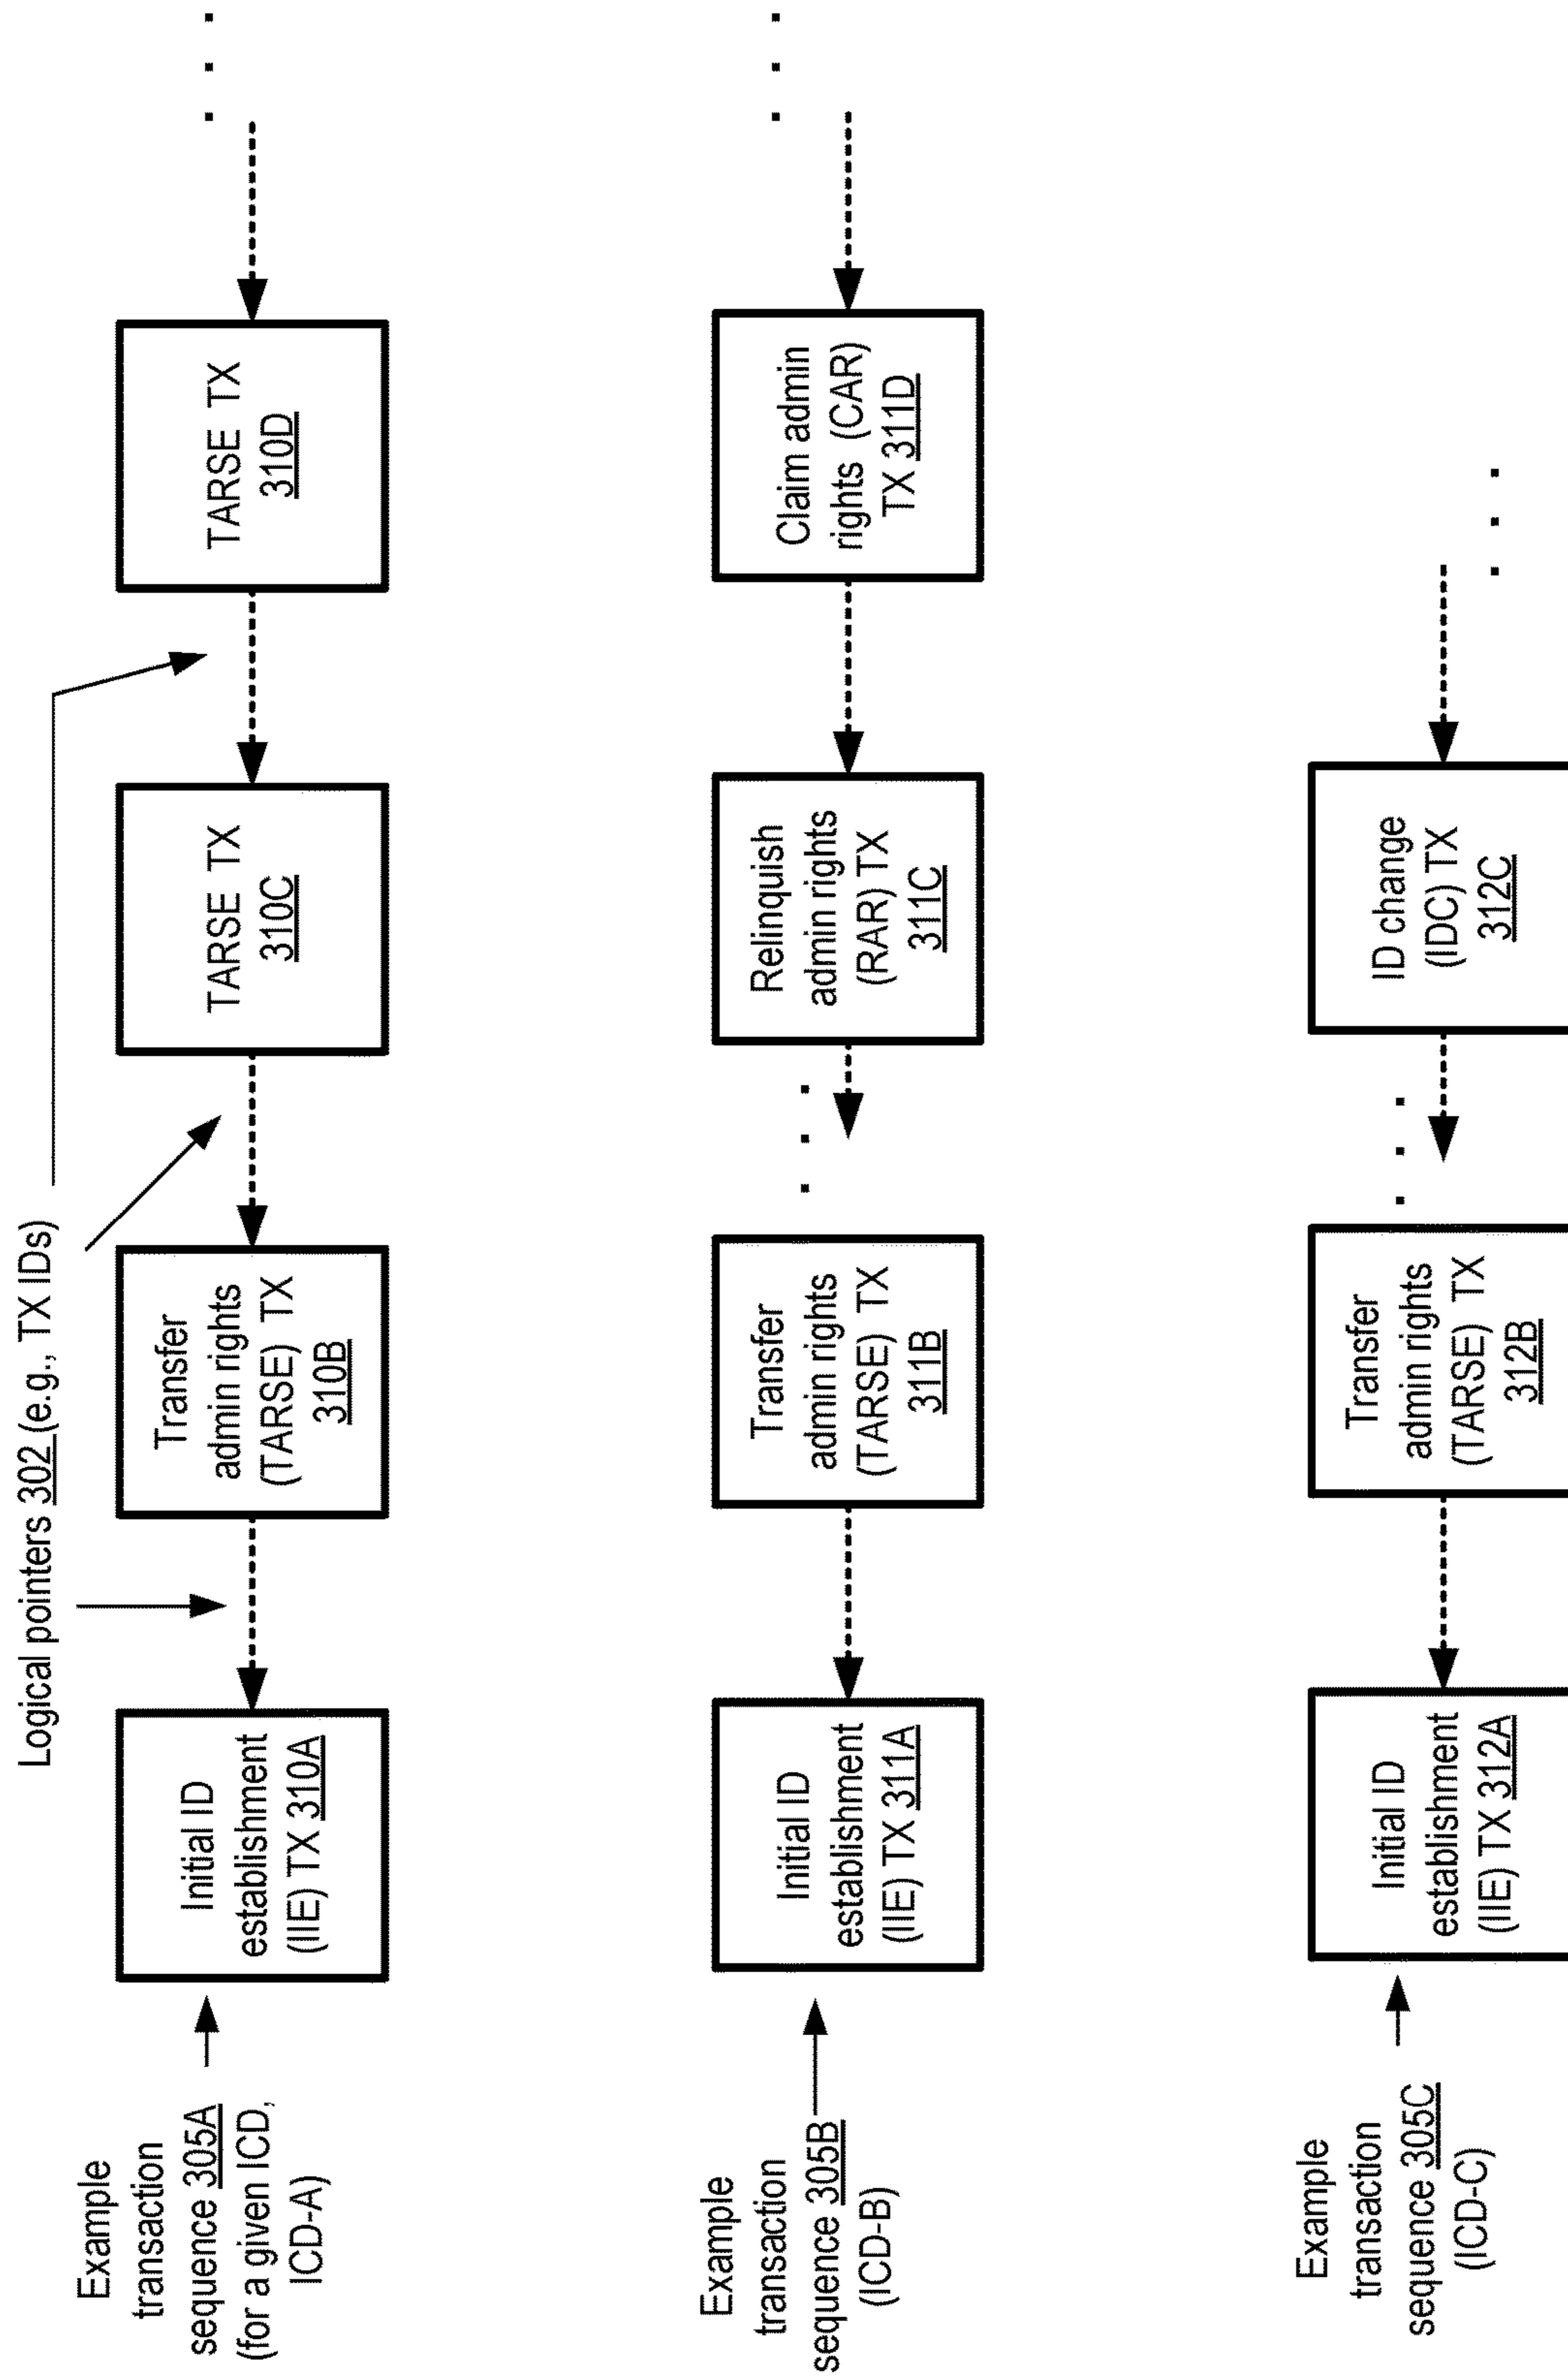 Logical pointers 302 (e.g., TX IDs)
Example
transaction
sequence 305A
(for a given ICD,
ICD-A)
Initial ID
establishment
(IIE) TX 310A
Transfer
admin rights
(TARSE) TX
310B
TARSE TX
310C
TARSE TX
310D
. . .
Example
transaction
sequence 305B
(ICD-B)
Initial ID
establishment
(IIE) TX 311A
Transfer
admin rights
(TARSE) TX
311B
. . .
Relinquish
admin rights
(RAR) TX
311C
Claim admin
rights (CAR)
TX 311D
. . .
Example
transaction
sequence 305C
(ICD-C)
Initial ID
establishment
(IIE) TX 312A
Transfer
admin rights
(TARSE) TX
312B
. . .
ID change
(IDC) TX
312C
. . .